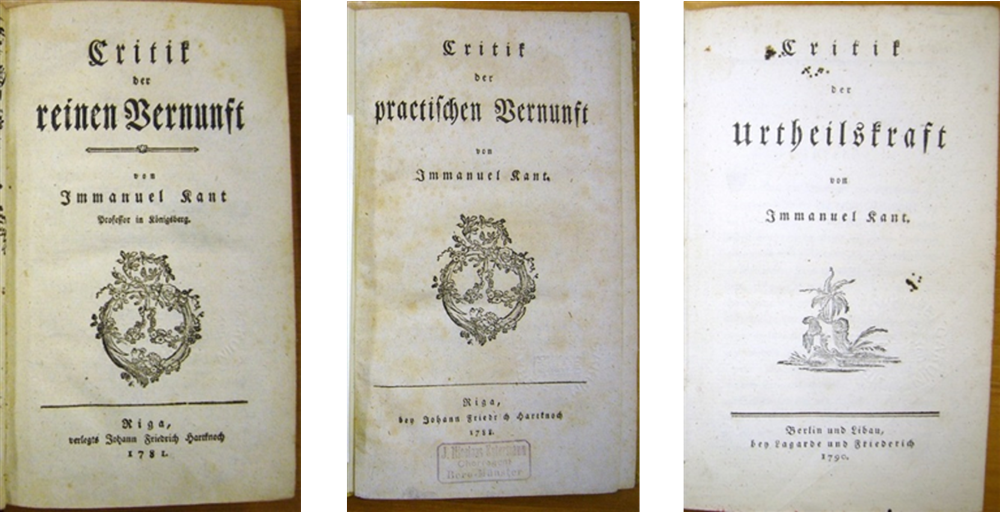 Critik
der
reinen Vernunft
von
Immanuel Kant
Professor in Königsberg.
Riga,
verlegts Johann Friedrich Hartknoch
1781.
Critik
der
practischen Vernunft
von
Immanuel Kant.
Riga,
bey Johann Friedrich Hartknoch
1788.
Critik
der
Urtheilskraft
von
Immanuel Kant.
Berlin und Libau,
bey Lagarde und Friederich
1790.